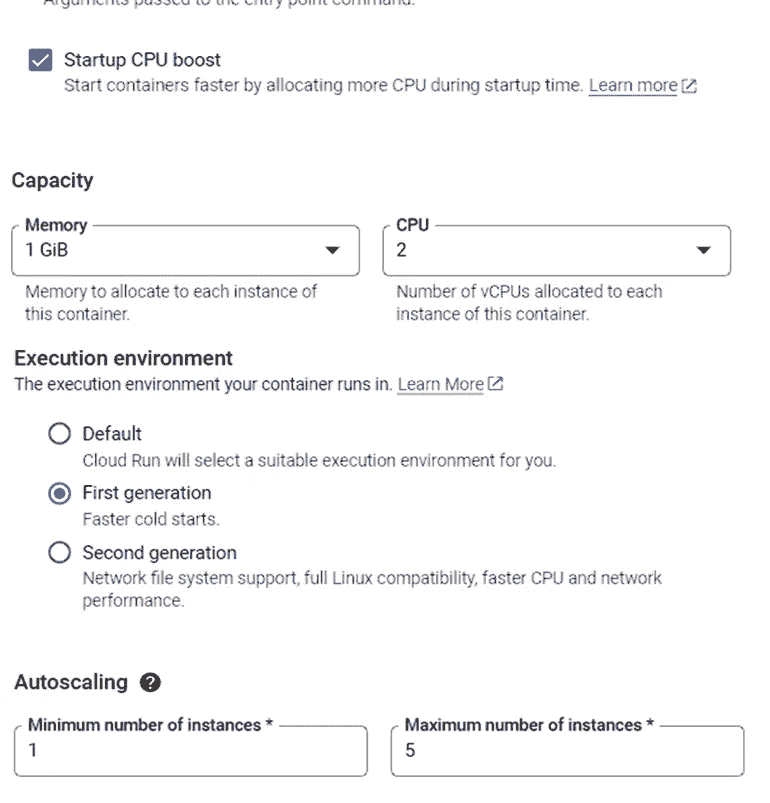 Arguments passed to the entry point command.
Startup CPU boost
Start containers faster by allocating more CPU during startup time. Learn more
Capacity
Memory
1 GiB
Memory to allocate to each instance of
this container.
CPU
2
Number of vCPUs allocated to each
instance of this container.
Execution environment
The execution environment your container runs in. Learn More
Default
Cloud Run will select a suitable execution environment for you.
First generation
Faster cold starts.
Second generation
Network file system support, full Linux compatibility, faster CPU and network
performance.
Autoscaling ?
Minimum number of instances *
1
Maximum number of instances *
5